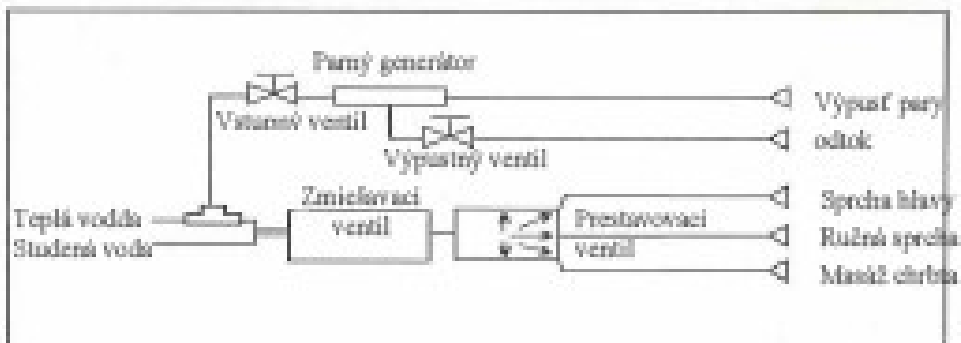 Parný generátor
Vstupný ventil
Výpusť pary
Výpustný ventil
odtok
Zmiešavací
ventil
Sprcha hlavy
Teplá vodda
Prestavovací
ventil
Ručná sprcha
Studená voda
Masáž chrbta